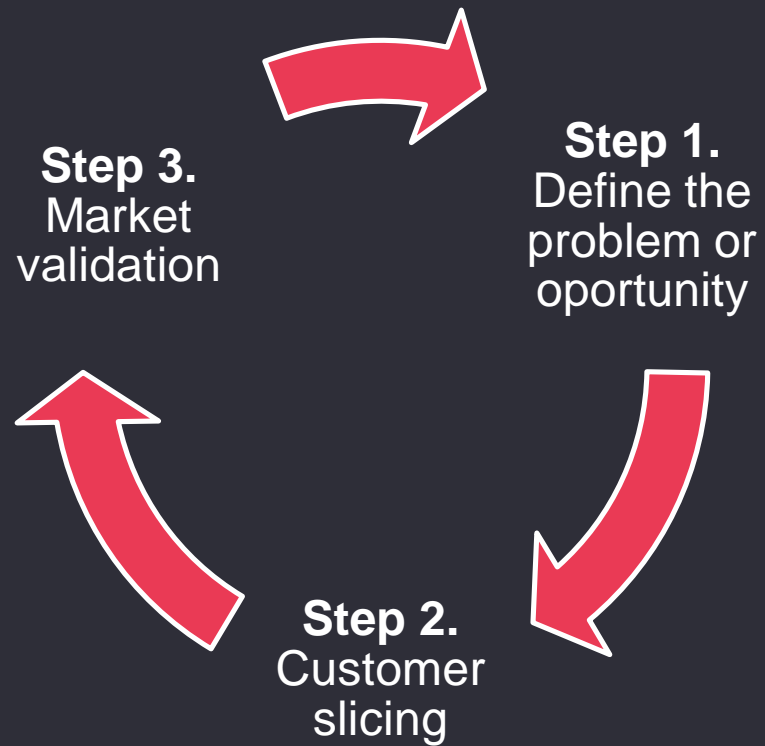 Step 1.
Define the
problem or
oportunity
Step 2.
Customer
slicing
Step 3.
Market
validation